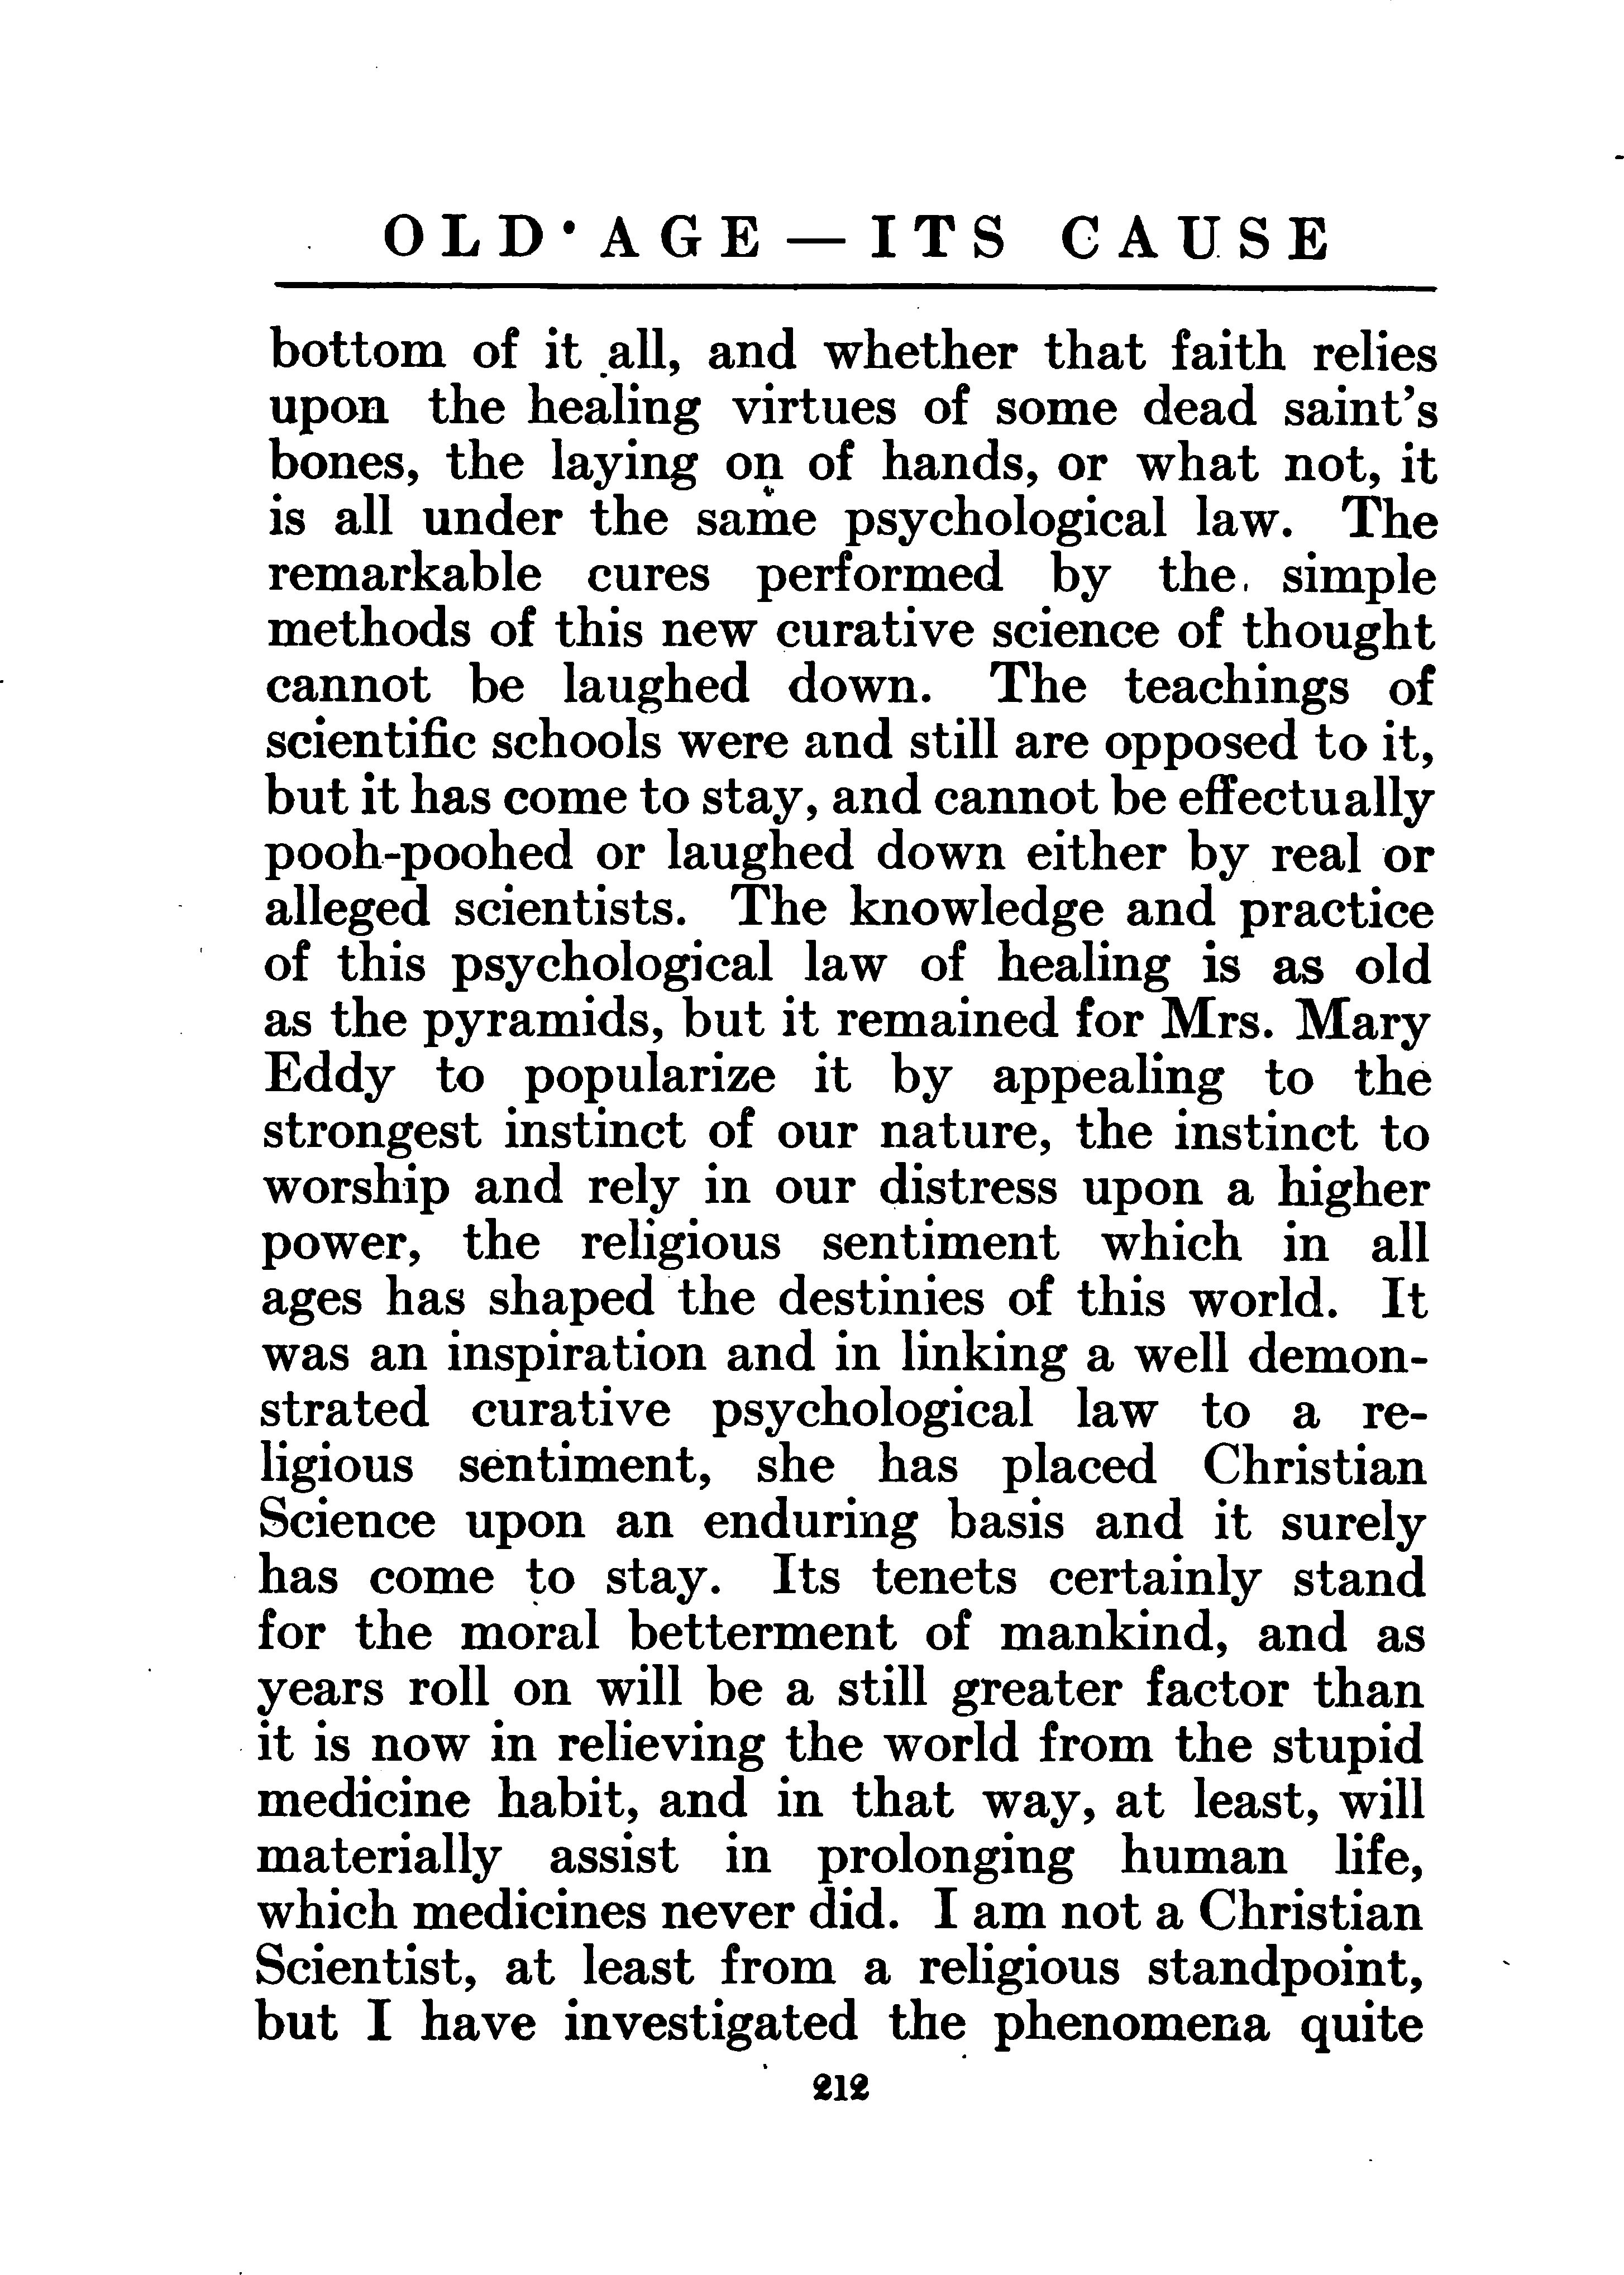 OLD AGE — ITS CAUSE
bottom of it all, and whether that faith relies
upon the healing virtues of some dead saint's
bones, the laying on of hands, or what not, it
is all under the same psychological law. The
remarkable cures performed by the simple
methods of this new curative science of thought
cannot be laughed down. The teachings of
scientific schools were and still are opposed to it,
but it has come to stay, and cannot be effectually
pooh-poohed or laughed down either by real or
alleged scientists. The knowledge and practice
of this psychological law of healing is as old
as the pyramids, but it remained for Mrs. Mary
Eddy to popularize it by appealing to the
strongest instinct of our nature, the instinct to
worship and rely in our distress upon a higher
power, the religious sentiment which in all
ages has shaped the destinies of this world. It
was an inspiration and in linking a well demon-
strated curative psychological law to a re-
ligious sentiment, she has placed Christian
Science upon an enduring basis and it surely
has come to stay. Its tenets certainly stand
for the moral betterment of mankind, and as
years roll on will be a still greater factor than
it is now in relieving the world from the stupid
medicine habit, and in that way, at least, will
materially assist in prolonging human life,
which medicines never did. I am not a Christian
Scientist, at least from a religious standpoint,
but I have investigated the phenomena quite
212